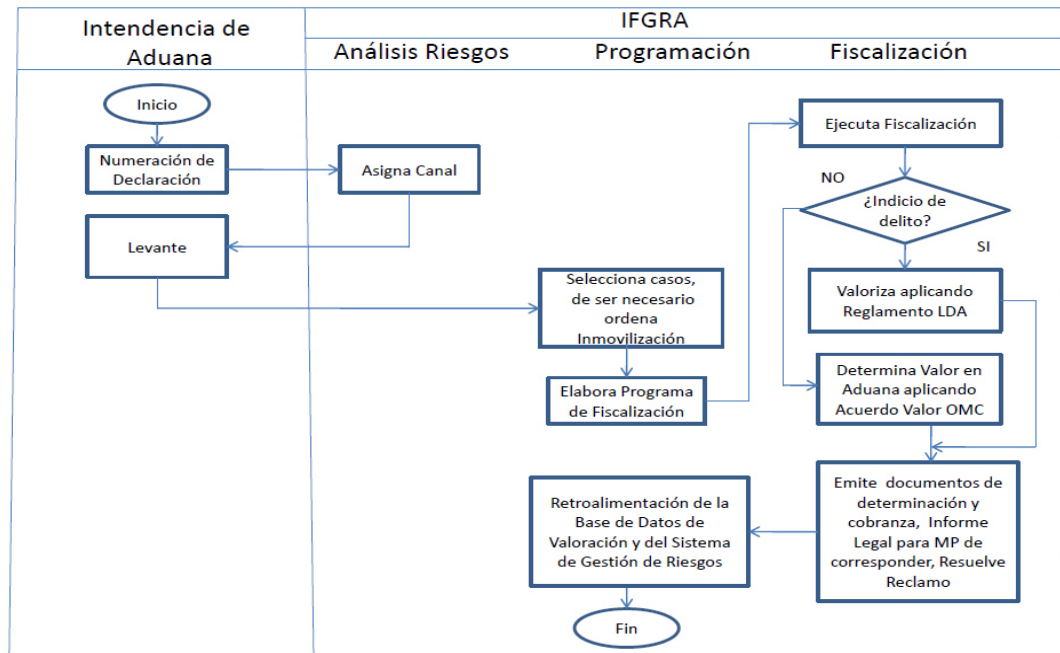 Intendencia de
Aduana
IFGRA
Análisis Riesgos
Programación
Fiscalización
Inicio
Numeración de
Declaración
Asigna Canal
Levante
Selecciona casos,
de ser necesario
ordena
Inmovilización
Elabora Programa
de Fiscalización
Ejecuta Fiscalización
NO
¿Indicio de
delito?
SI
Valoriza aplicando
Reglamento LDA
Determina Valor en
Aduana aplicando
Acuerdo Valor OMC
Emite documentos de
determinación y
cobranza, Informe
Legal para MP de
corresponder, Resuelve
Reclamo
Retroalimentación de la
Base de Datos de
Valoración y del Sistema
de Gestión de Riesgos
Fin